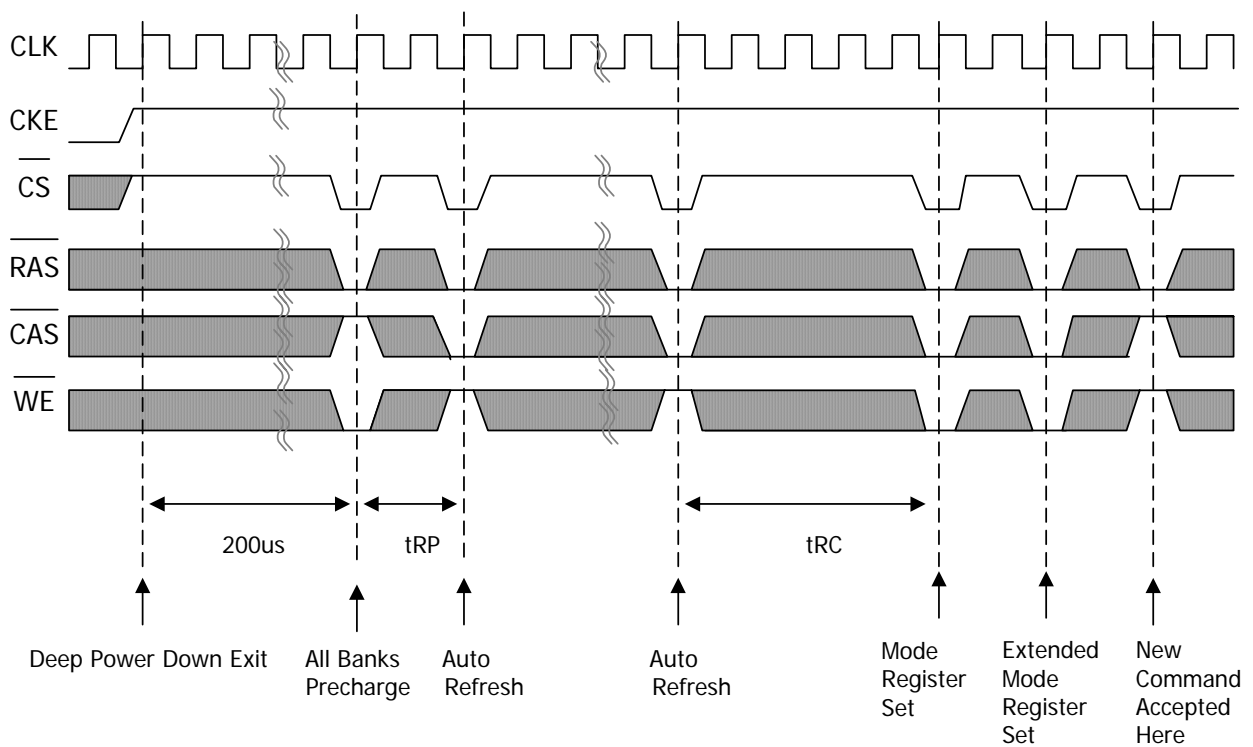 CLK
CKE
CS
RAS
CAS
WE
200us
tRP
tRC
Deep Power Down Exit
All Banks
Precharge
Auto
Refresh
Auto
Refresh
Mode
Register
Set
Extended
Mode
Register
Set
New
Command
Accepted
Here